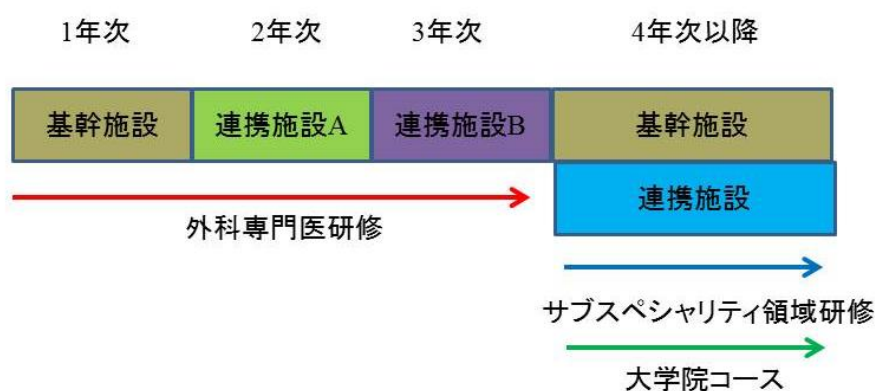 1年次 2年次 3年次 4年次以降
基幹施設 連携施設A 連携施設B 基幹施設
連携施設
外科専門医研修
サブスペシャリティ領域研修
大学院コース